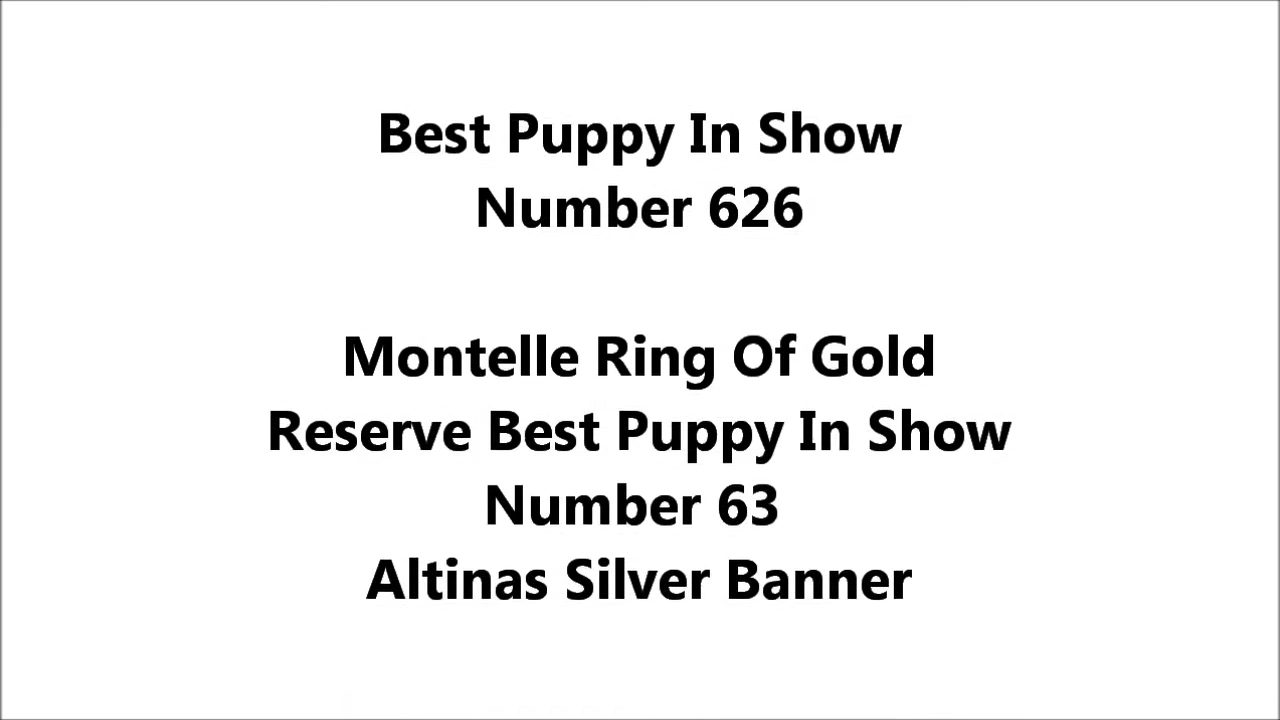 Best Puppy In Show
Number 626
Montelle Ring Of Gold
Reserve Best Puppy In Show
Number 63
Altinas Silver Banner